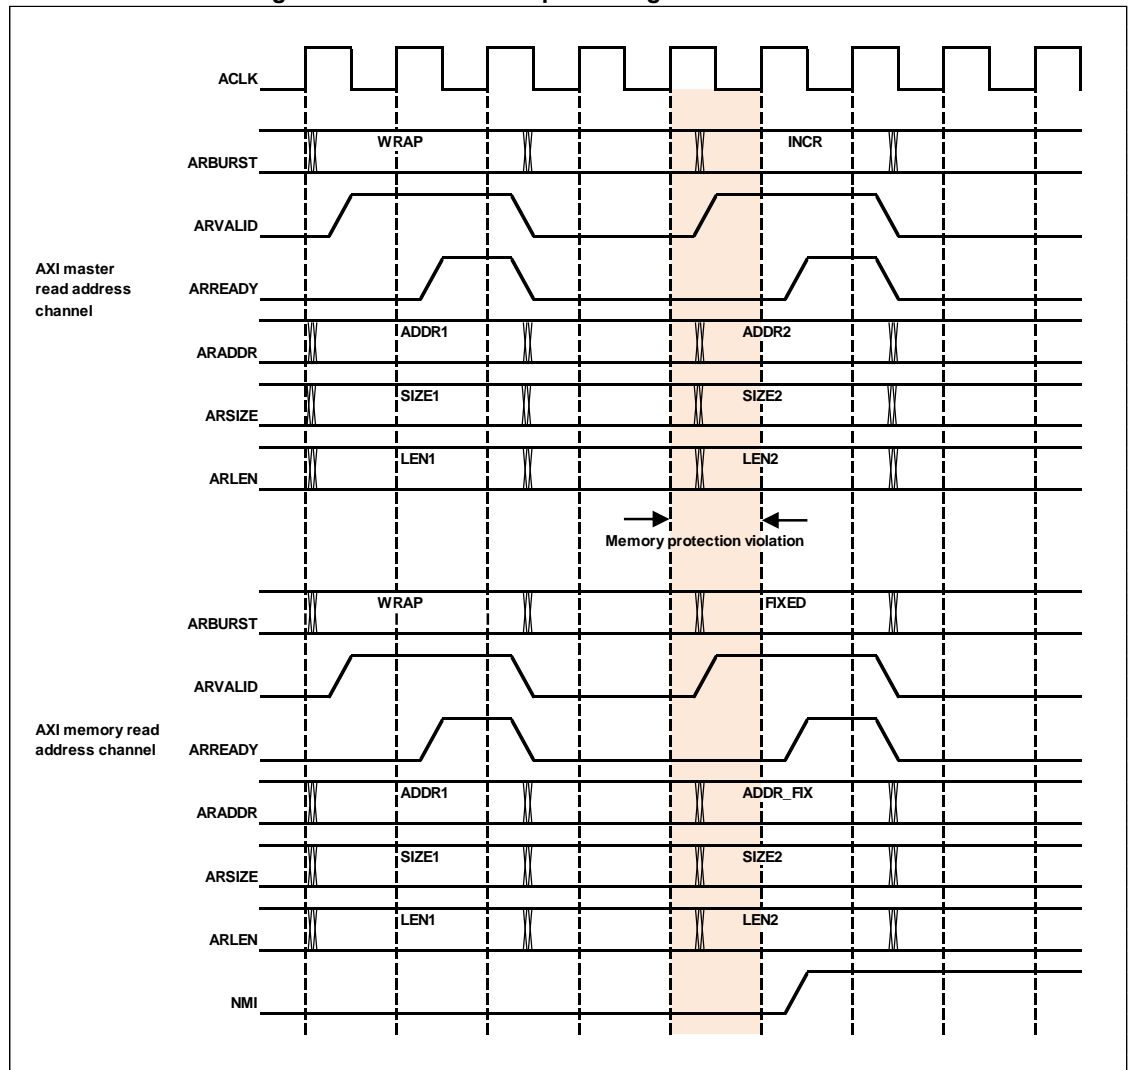 ACLK
WRAP INCR
ARBURST
ARVALID
AXI master
read address
channel
ARREADY
ADDR1 ADDR2
ARADDR
SIZE1 SIZE2
ARSIZE
LEN1 LEN2
ARLEN
Memory protection violation
WRAP FIXED
ARBURST
ARVALID
AXI memory read
address channel
ARREADY
ADDR1 ADDR_FIX
ARADDR
SIZE1 SIZE2
ARSIZE
LEN1 LEN2
ARLEN
NMI